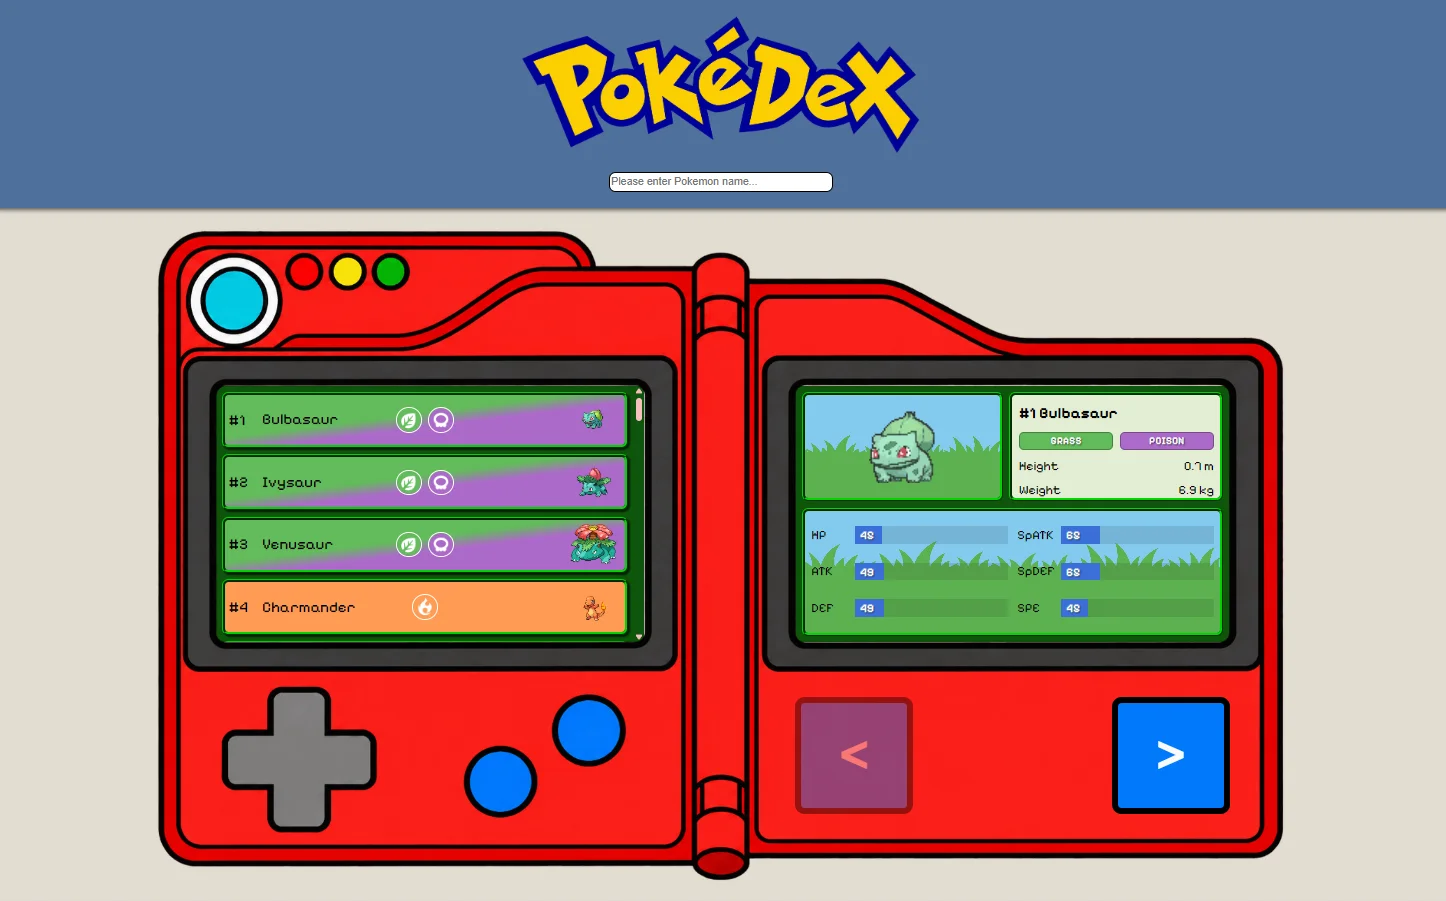 PokéDex
Please enter Pokemon name...
#1 Bulbasaur
#2 Ivysaur
#3 Venusaur
#4 Charmander
#1 Bulbasaur
GRASS POISON
Height 0.7 m
Weight 6.9 kg
HP 45 SpATK 65
ATK 49 SpDEF 65
DEF 49 SPE 45
< >